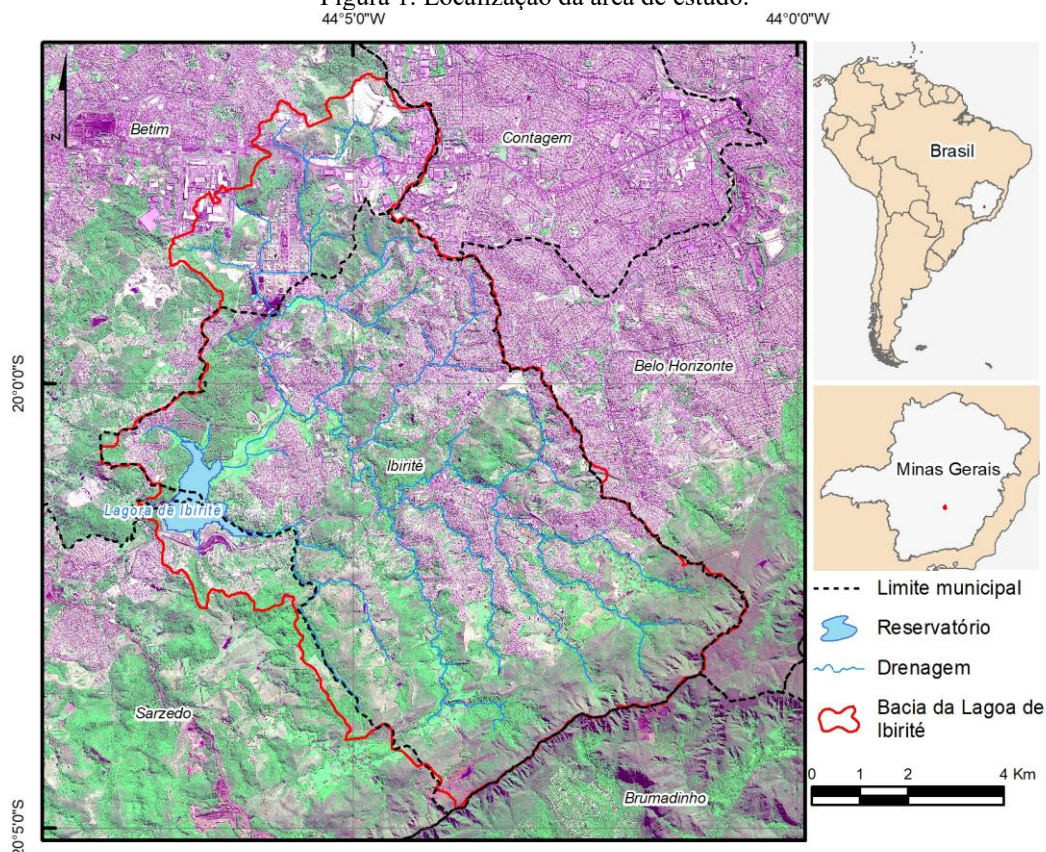 Figura 1: Localização da área de estudo.
44°5'0"W
44°0'0"W
20°0'0"S
20°5'0"S
N
Betim
Contagem
Belo Horizonte
Ibirité
Lagora de Ibirité
Sarzedo
Brumadinho
Brasil
Minas Gerais
Limite municipal
Reservatório
Drenagem
Bacia da Lagoa de
Ibirité
0 1 2 4 Km